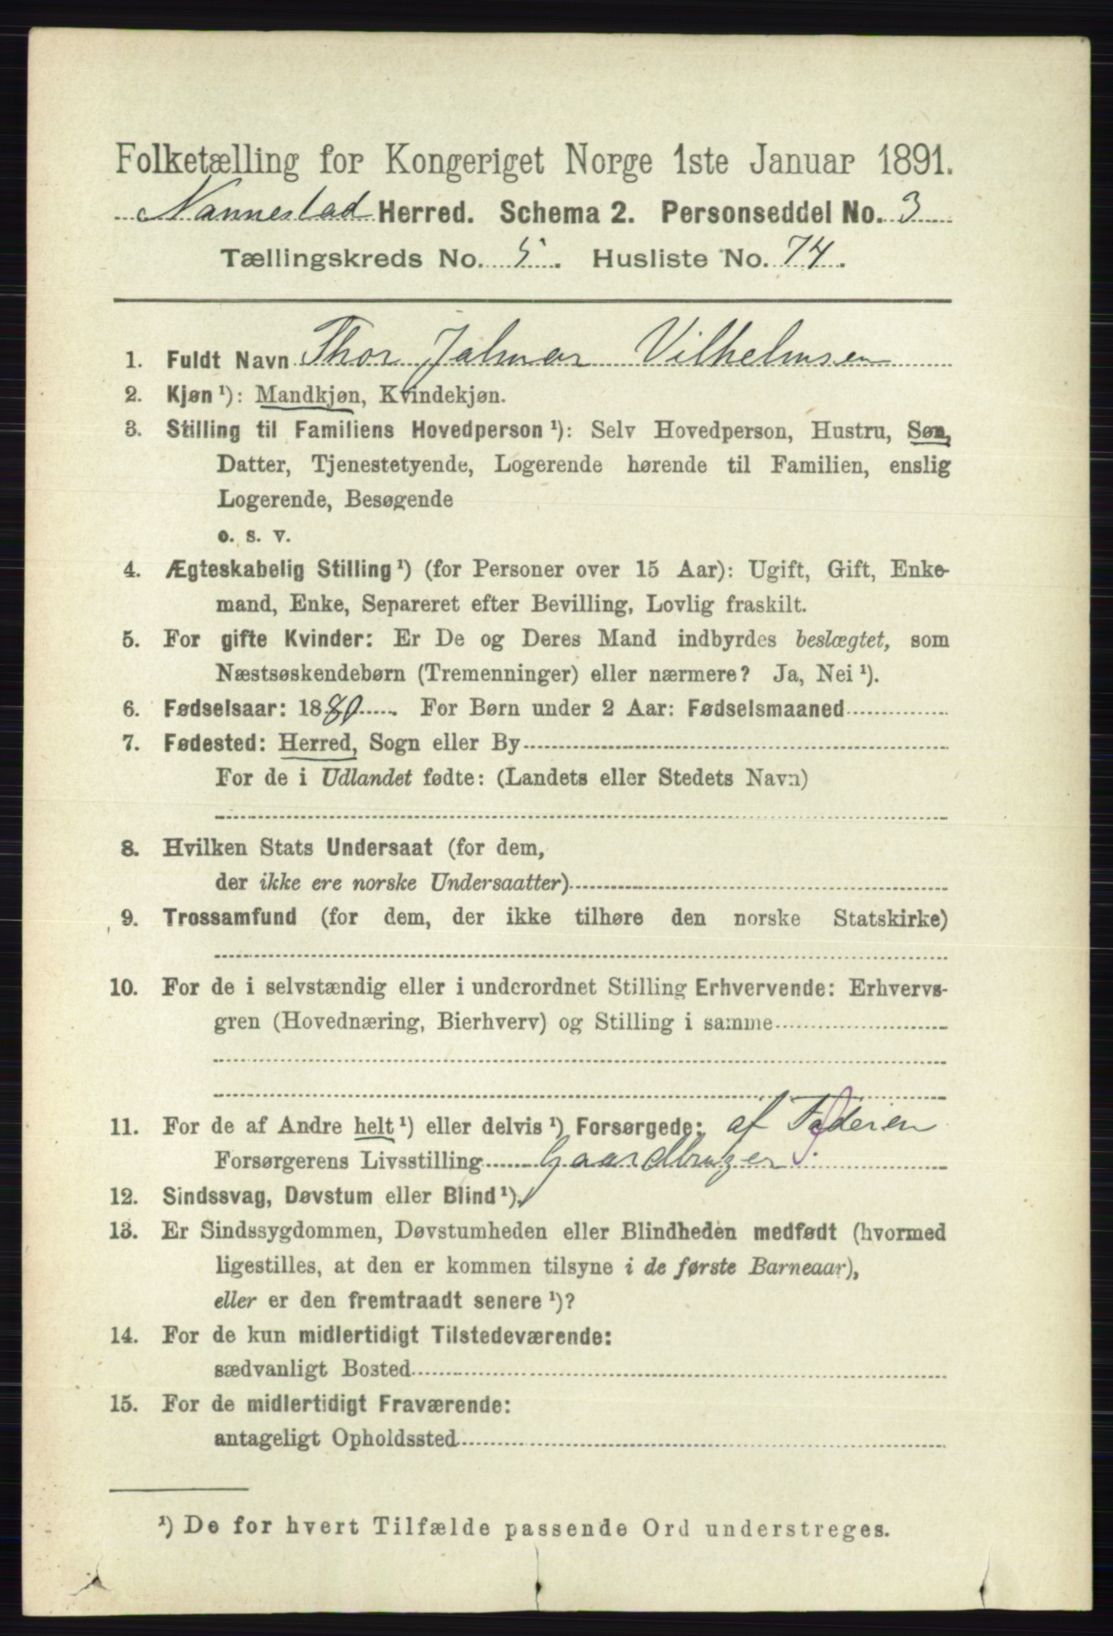 Folketælling for Kongeriget Norge 1ste Januar 1891.
Nannestad Herred. Schema 2. Personseddel No. 3
Tællingskreds No. 5. Husliste No. 74.
1. Fuldt Navn Thor Jalmar Vilhelmsen
2. Kjøn ¹): Mandkjøn, Kvindekjøn.
3. Stilling til Familiens Hovedperson ¹): Selv Hovedperson, Hustru, Søn,
Datter, Tjenestetyende, Logerende hørende til Familien, enslig
Logerende, Besøgende
o. s. v.
4. Ægteskabelig Stilling ¹) (for Personer over 15 Aar): Ugift, Gift, Enke-
mand, Enke, Separeret efter Bevilling, Lovlig fraskilt.
5. For gifte Kvinder: Er De og Deres Mand indbyrdes beslægtet, som
Næstsøskendebørn (Tremenninger) eller nærmere? Ja, Nei ¹).
6. Fødselsaar: 1880. For Børn under 2 Aar: Fødselsmaaned
7. Fødested: Herred, Sogn eller By
For de i Udlandet fødte: (Landets eller Stedets Navn)
8. Hvilken Stats Undersaat (for dem,
der ikke ere norske Undersaatter)
9. Trossamfund (for dem, der ikke tilhøre den norske Statskirke)
10. For de i selvstændig eller i underordnet Stilling Erhvervende: Erhvervs-
gren (Hovednæring, Bierhverv) og Stilling i samme
11. For de af Andre helt ¹) eller delvis ¹) Forsørgede: af Faderen
Forsørgerens Livsstilling Gaardbruger
12. Sindssvag, Døvstum eller Blind ¹).
13. Er Sindssygdommen, Døvstumheden eller Blindheden medfødt (hvormed
ligestilles, at den er kommen tilsyne i de første Barneaar),
eller er den fremtraadt senere ¹)?
14. For de kun midlertidigt Tilstedeværende:
sædvanligt Bosted
15. For de midlertidigt Fraværende:
antageligt Opholdssted
¹) De for hvert Tilfælde passende Ord understreges.